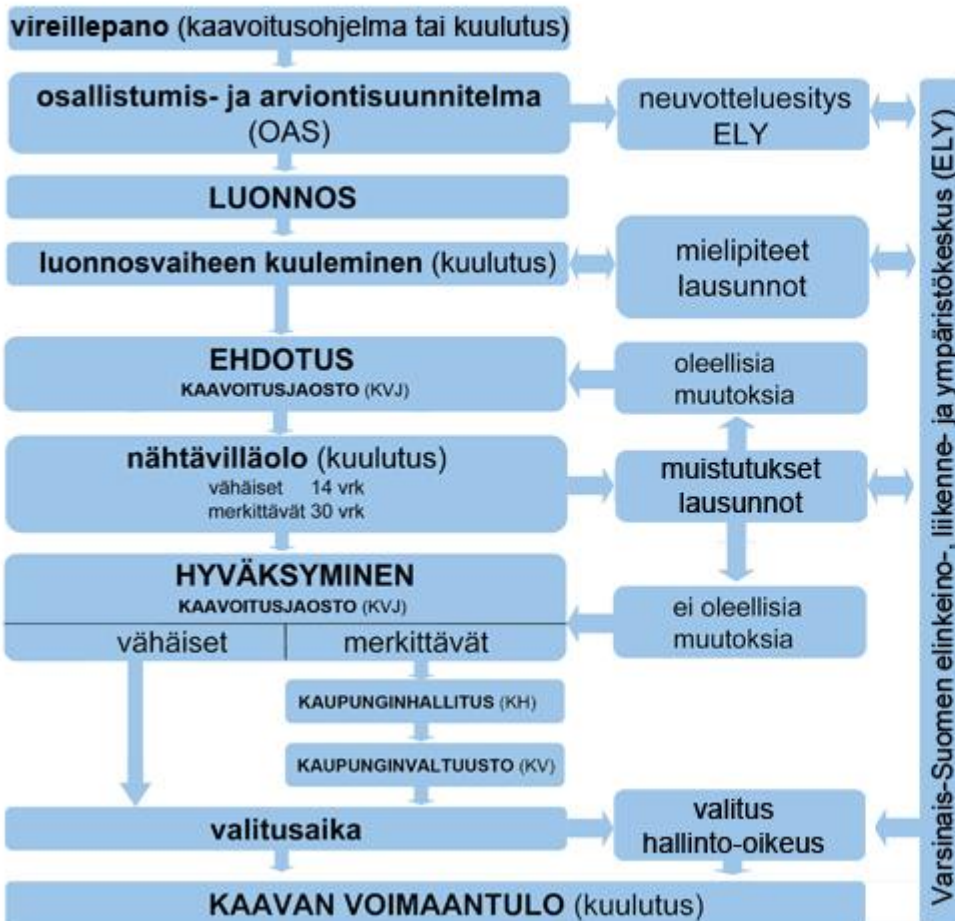 vireillepano (kaavoitusohjelma tai kuulutus)
osallistumis- ja arviontisuunnitelma
(OAS)
neuvotteluesitys
ELY
LUONNOS
luonnosvaiheen kuuleminen (kuulutus)
mielipiteet
lausunnot
EHDOTUS
KAAVOITUSJAOSTO (KVJ)
oleellisia
muutoksia
nähtävilläolo (kuulutus)
vähäiset 14 vrk
merkittävät 30 vrk
muistutukset
lausunnot
HYVÄKSYMINEN
KAAVOITUSJAOSTO (KVJ)
vähäiset
merkittävät
ei oleellisia
muutoksia
KAUPUNGINHALLITUS (KH)
KAUPUNGINVALTUUSTO (KV)
valitusaika
valitus
hallinto-oikeus
KAAVAN VOIMAANTULO (kuulutus)
Varsinais-Suomen elinkeino-, liikenne- ja ympäristökeskus (ELY)